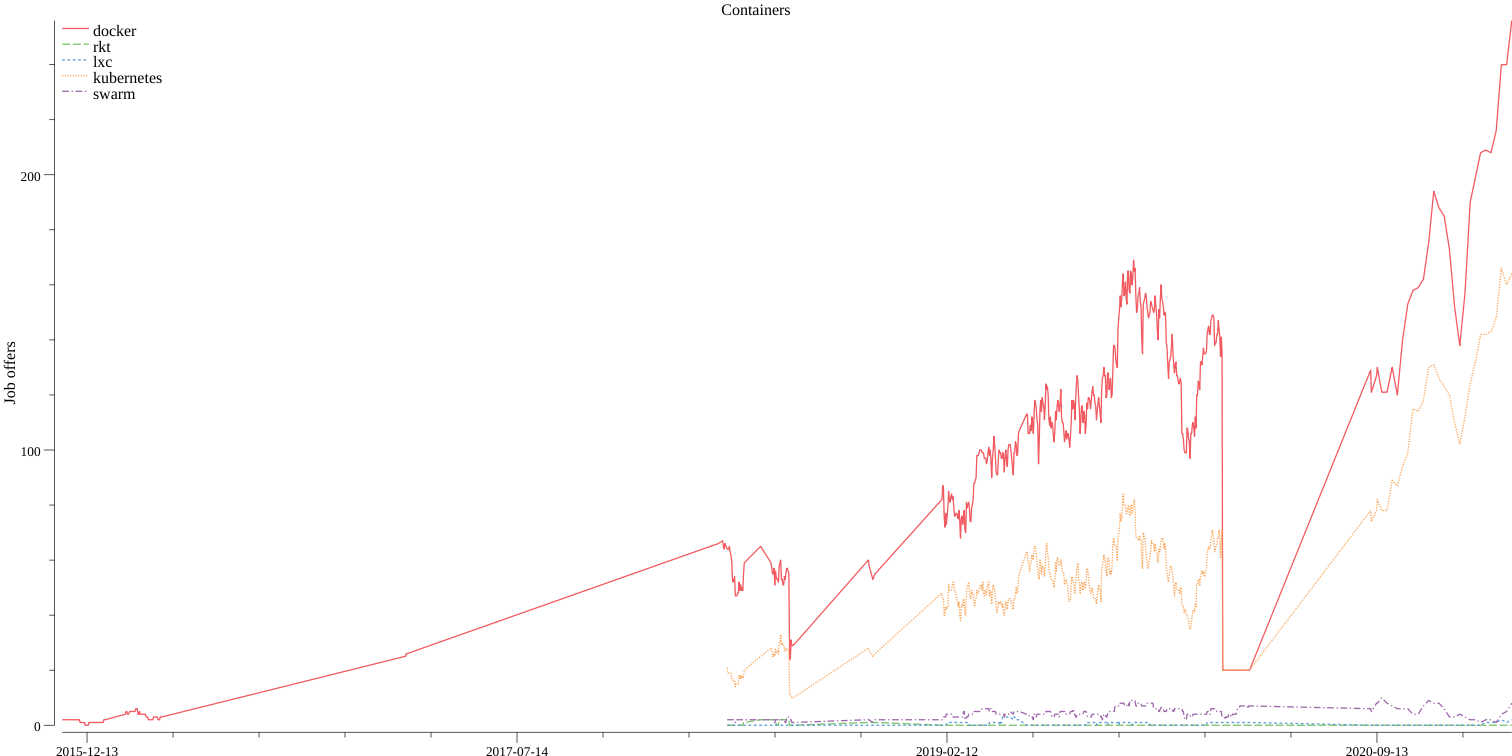 Containers
docker
rkt
lxc
kubernetes
swarm
Job offers
200
100
0
2015-12-13
2017-07-14
2019-02-12
2020-09-13